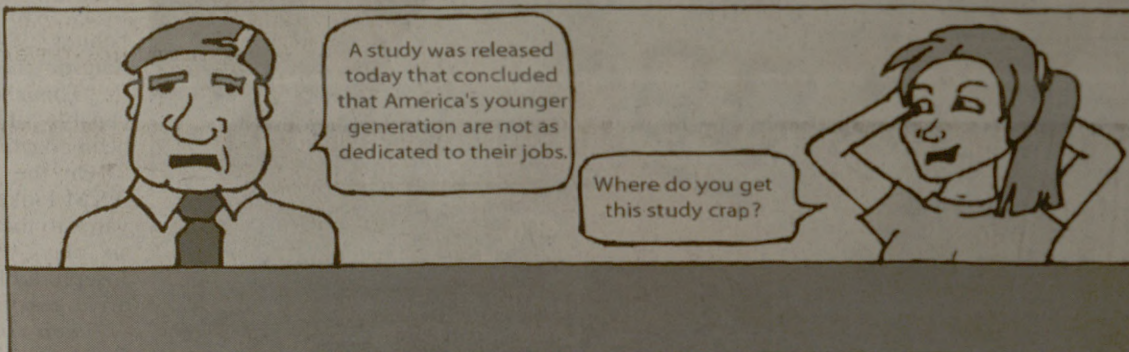 A study was released
today that concluded
that America's younger
generation are not as
dedicated to their jobs.
Where do you get
this study crap?